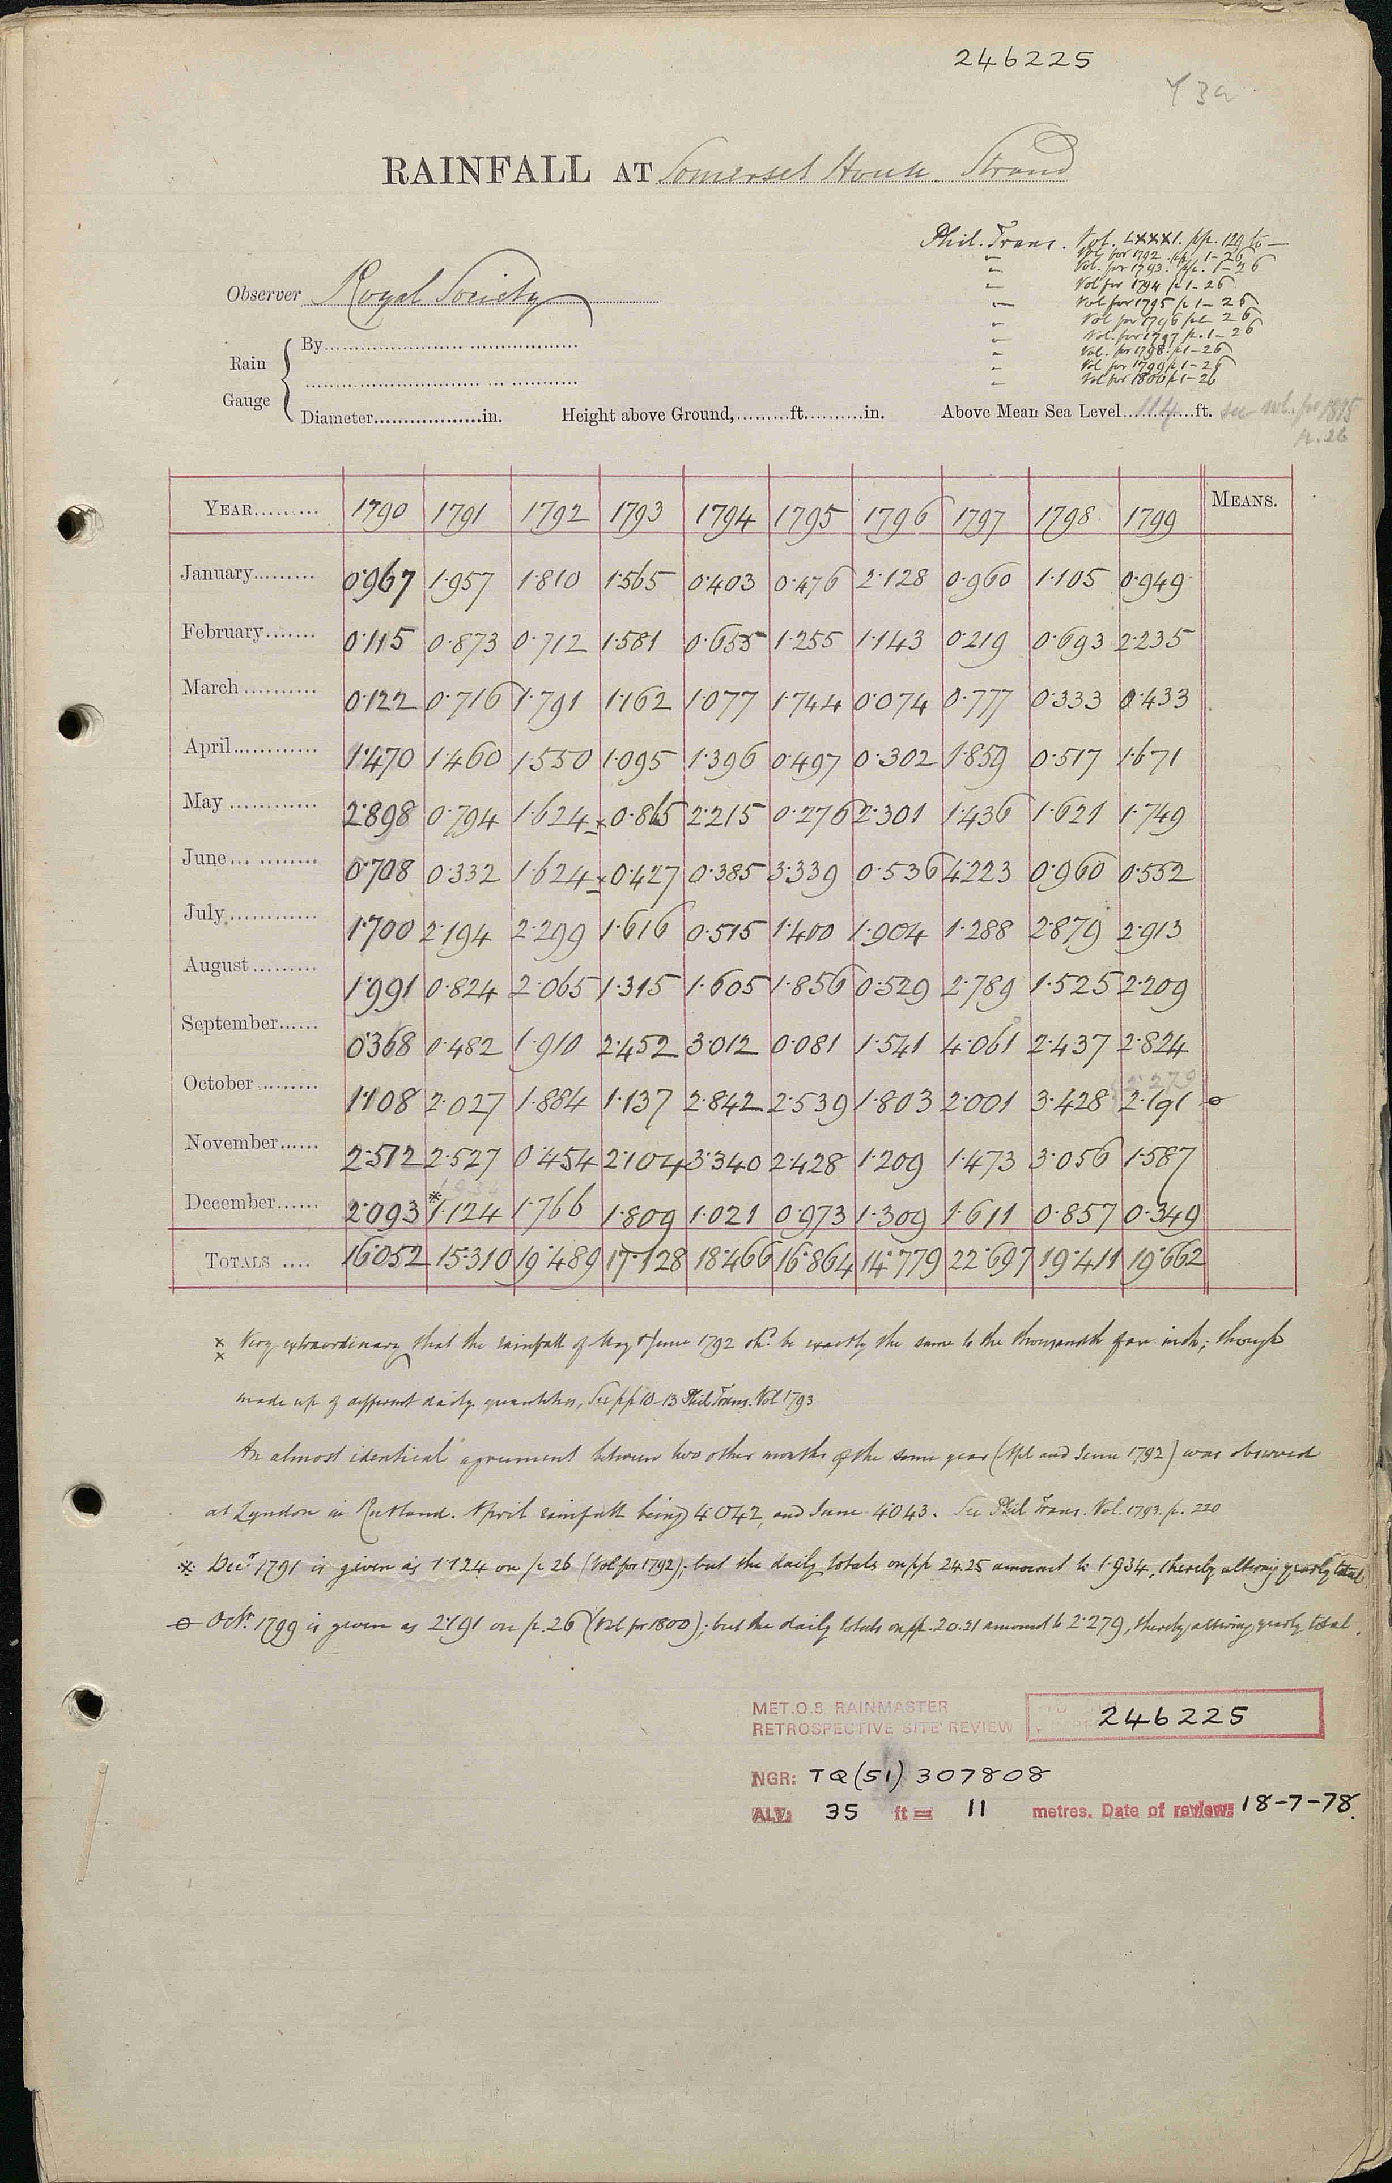 246225
RAINFALL AT Somerset House. Strand
Phil. Trans. Vol. LXXXI. pp. 129 to —
" Vol for 1792. pp. 1-26
" Vol. for 1793. pp. 1-26
" Vol for 1794 p 1-26
" Vol for 1795 p 1-26
" Vol for 1796 p 26
" Vol. for 1797 p. 1-26
" Vol. for 1798. p 1-26
" Vol for 1799 p 1-26
" Vol for 1800 p 1-26
Observer Royal Society
Rain Gauge
By
Diameter in. Height above Ground, ft. in. Above Mean Sea Level 114 ft. see vol. for 1815
p. 26
YEAR 1790 1791 1792 1793 1794 1795 1796 1797 1798 1799 MEANS.
January 0·967 1·957 1·810 1·565 0·403 0·476 2·128 0·960 1·105 0·949
February 0·115 0·873 0·712 1·581 0·655 1·255 1·143 0·219 0·693 2·235
March 0·122 0·716 1·791 1·162 1·077 1·744 0·074 0·777 0·333 0·433
April 1·470 1·460 1·550 1·095 1·396 0·497 0·302 1·859 0·517 1·671
May 2·898 0·794 1·624 × 0·865 2·215 0·276 2·301 1·436 1·621 1·749
June 0·708 0·332 1·624 × 0·427 0·385 3·339 0·536 4·223 0·960 0·552
July 1·700 2·194 2·299 1·616 0·515 1·400 1·904 1·288 2·879 2·913
August 1·991 0·824 2·065 1·315 1·605 1·856 0·529 2·789 1·525 2·209
September 0·368 0·482 1·910 2·452 3·012 0·081 1·541 4·061 2·437 2·824
2·279
October 1·108 2·027 1·884 1·137 2·842 2·539 1·803 2·001 3·428 2·191 o
November 2·512 2·527 0·454 2·104 3·340 2·428 1·209 1·473 3·056 1·587
December 2·093 * 1·124 1·766 1·809 1·021 0·973 1·309 1·611 0·857 0·349
TOTALS 16·052 15·310 19·489 17·128 18·466 16·864 14·779 22·697 19·411 19·662
× × Very extraordinary that the rainfall of May & June 1792 shd. be exactly the same to the thousandth of an inch; though
made up of different daily quantities, See pp 10-13 Phil Trans. Vol 1793
An almost identical agreement between two other months of the same year (Apl and June 1792) was observed
at Lyndon in Rutland. April rainfall being 4·042, and June 4·043. See Phil Trans. Vol. 1793. p. 220
* Decr 1791 is given as 1·124 on p 26 (Vol for 1792); but the daily totals on pp 24.25 amount to 1·934, thereby altering yearly total
o Octr. 1799 is given as 2·191 on p. 26 (Vol for 1800); but the daily totals on pp. 20.21 amount to 2·279, thereby altering yearly total.
MET.O.8 RAINMASTER
RETROSPECTIVE SITE REVIEW 246225
NGR: TQ(51) 307808
ALT: 35 ft = 11 metres. Date of review: 18-7-78.